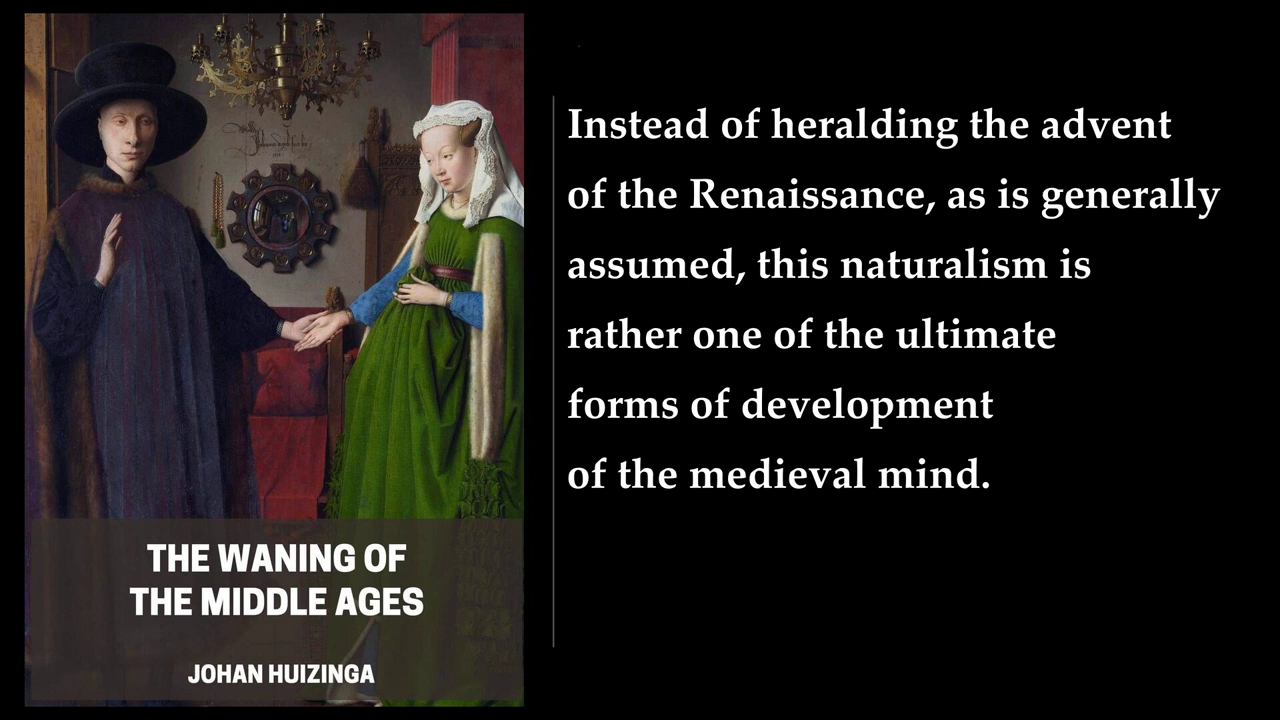 THE WANING OF
THE MIDDLE AGES
JOHAN HUIZINGA
Instead of heralding the advent
of the Renaissance, as is generally
assumed, this naturalism is
rather one of the ultimate
forms of development
of the medieval mind.